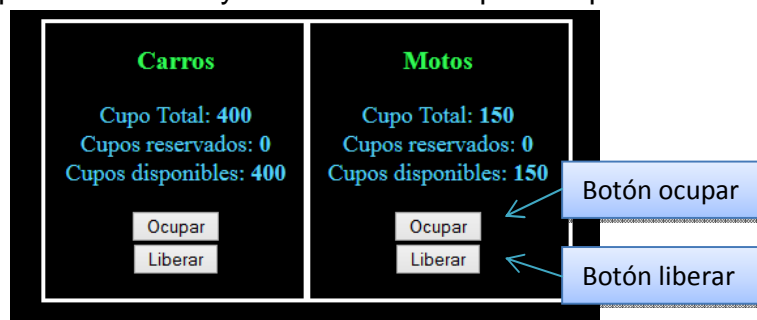 Carros
Cupo Total: 400
Cupos reservados: 0
Cupos disponibles: 400
Ocupar
Liberar
Motos
Cupo Total: 150
Cupos reservados: 0
Cupos disponibles: 150
Ocupar
Liberar
Botón ocupar
Botón liberar